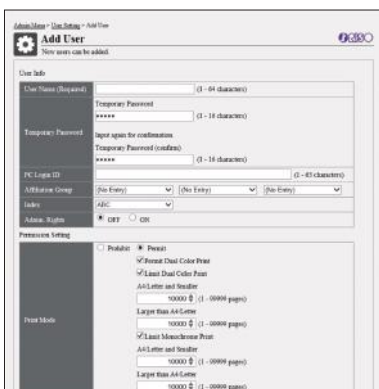 Admin Menu > User Setting > Add User
Add User
New users can be added.
User Info
User Name (Required) (1 - 64 characters)
Temporary Password
***** (1 - 16 characters)
Temporary Password
Input again for confirmation
Temporary Password (confirm)
***** (1 - 16 characters)
PC Login ID (1 - 63 characters)
Affiliation Group (No Entry) (No Entry) (No Entry)
Index ABC
Admin. Rights OFF ON
Permission Setting
Prohibit Permit
Permit Dual Color Print
Limit Dual Color Print
A4/Letter and Smaller
10000 (1 - 99999 pages)
Larger than A4/Letter
10000 (1 - 99999 pages)
Print Mode
Limit Monochrome Print
A4/Letter and Smaller
10000 (1 - 99999 pages)
Larger than A4/Letter
10000 (1 - 99999 pages)